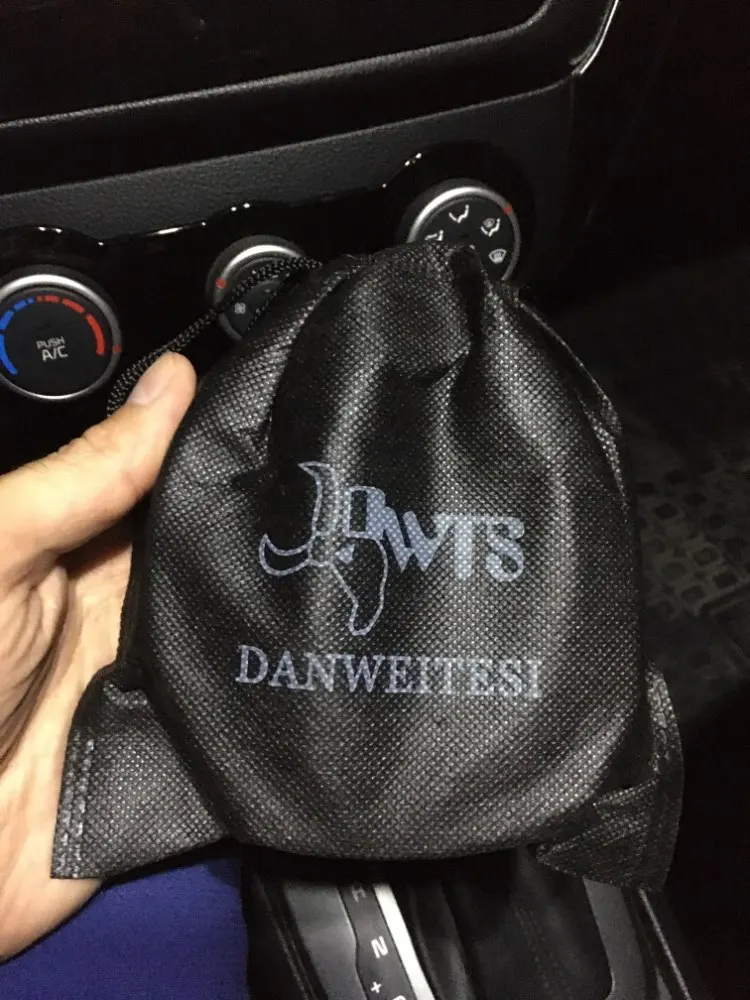 PUSH
A/C
DWTS
DANWEITESI
N
+